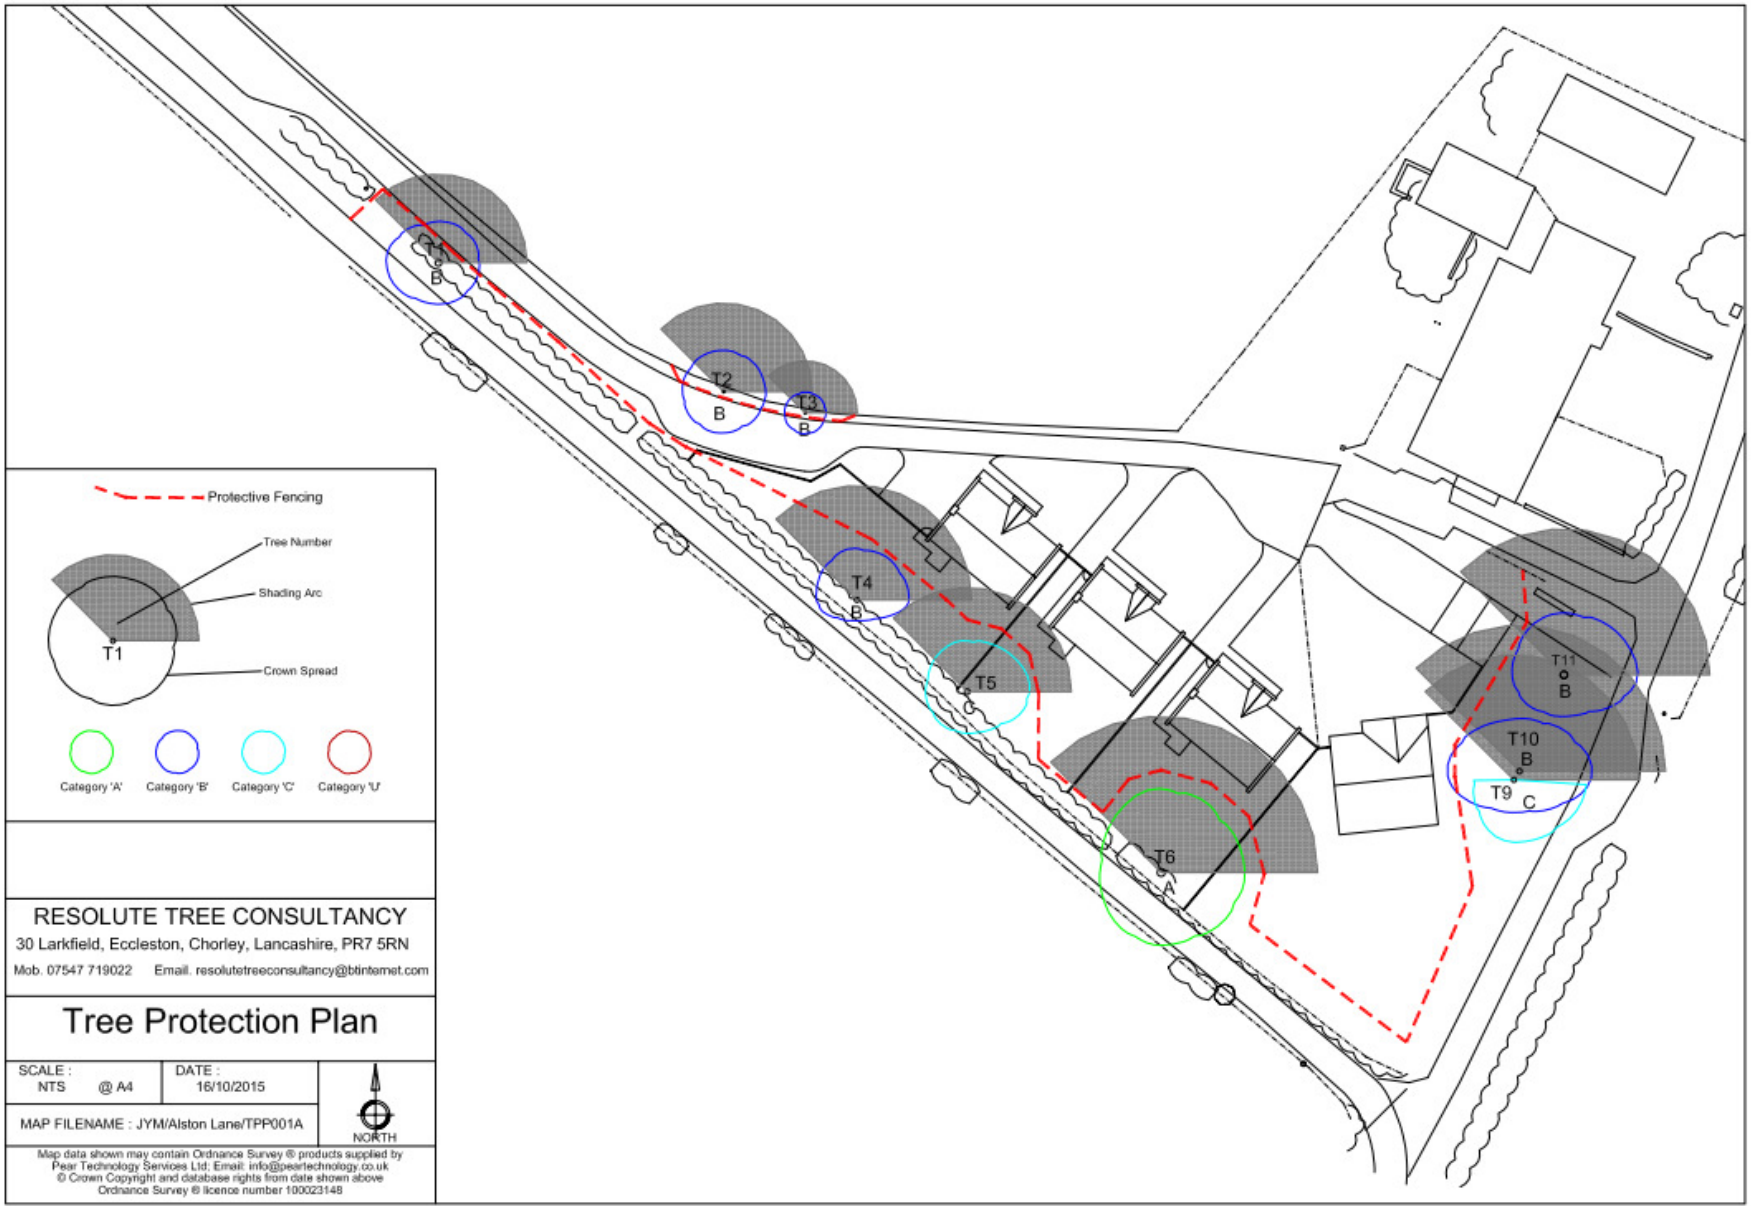 T1
B
T2
B
T3
B
T4
B
T5
C
T6
A
T11
B
T10
B
T9
C
Protective Fencing
Tree Number
Shading Arc
T1
Crown Spread
Category 'A' Category 'B' Category 'C' Category 'U'
RESOLUTE TREE CONSULTANCY
30 Larkfield, Eccleston, Chorley, Lancashire, PR7 5RN
Mob. 07547 719022 Email. resolutetreeconsultancy@btinternet.com
Tree Protection Plan
SCALE : DATE :
NTS @ A4 16/10/2015
MAP FILENAME : JYM/Alston Lane/TPP001A
NORTH
Map data shown may contain Ordnance Survey ® products supplied by
Pear Technology Services Ltd; Email: info@peartechnology.co.uk
© Crown Copyright and database rights from date shown above
Ordnance Survey ® licence number 100023148